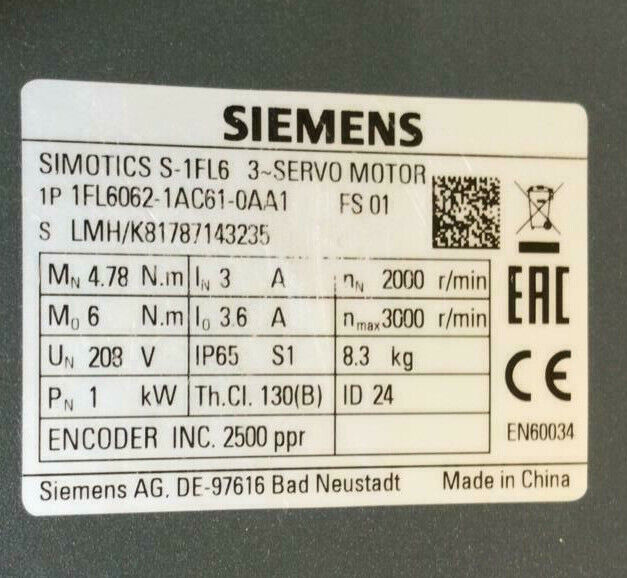 SIEMENS
SIMOTICS S-1FL6 3~SERVO MOTOR
1P 1FL6062-1AC61-0AA1 FS 01
S LMH/K81787143235
MN 4.78 N.m IN 3 A nN 2000 r/min
M0 6 N.m I0 3.6 A nmax 3000 r/min
UN 208 V IP65 S1 8.3 kg
PN 1 kW Th.Cl. 130(B) ID 24
ENCODER INC. 2500 ppr
EAC
CE
EN60034
Siemens AG, DE-97616 Bad Neustadt Made in China